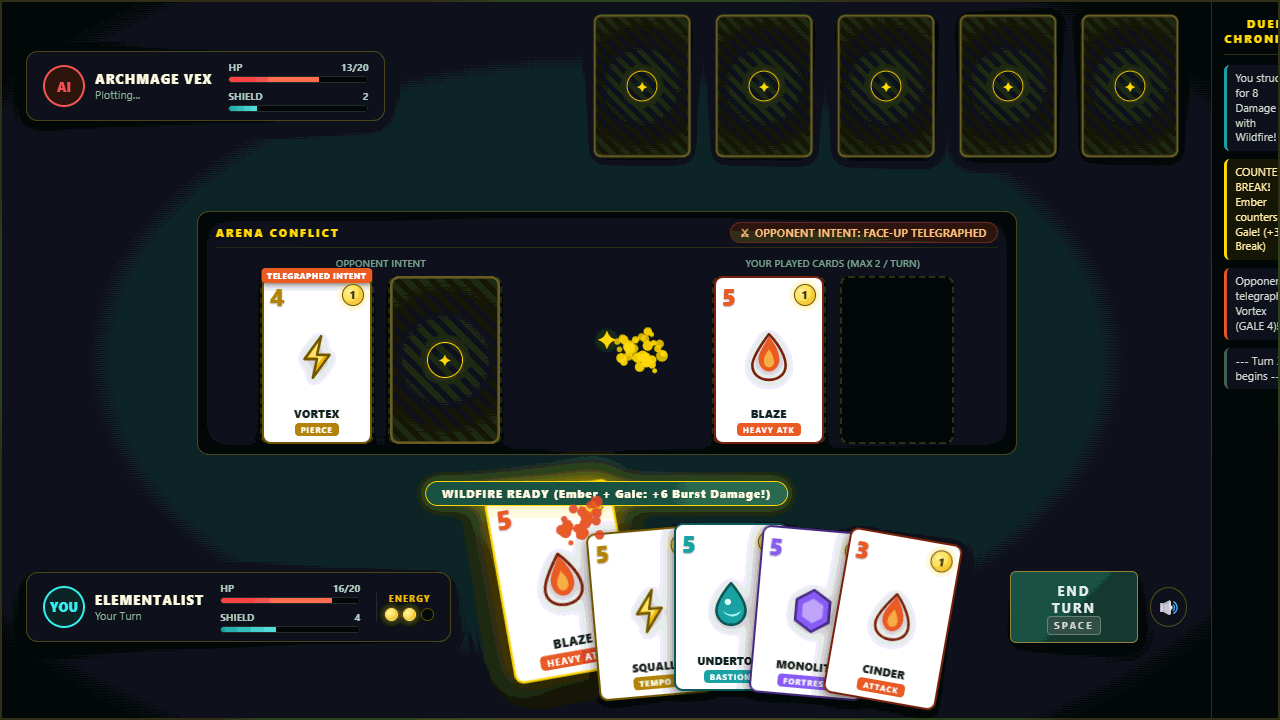 AI
ARCHMAGE VEX
Plotting...
HP 13/20
SHIELD 2
ARENA CONFLICT
⚔ OPPONENT INTENT: FACE-UP TELEGRAPHED
OPPONENT INTENT
YOUR PLAYED CARDS (MAX 2 / TURN)
TELEGRAPHED INTENT
4 1
VORTEX
PIERCE
5 1
BLAZE
HEAVY ATK
WILDFIRE READY (Ember + Gale: +6 Burst Damage!)
YOU
ELEMENTALIST
Your Turn
HP 16/20
SHIELD 4
ENERGY
5
BLAZE
HEAVY AT
5
SQUALL
TEMPO
5
UNDERTO
BASTION
5
MONOLIT
FORTRES
3 1
CINDER
ATTACK
END
TURN
SPACE
DUE
CHRON
You struc
for 8
Damage
with
Wildfire!
COUNTE
BREAK!
Ember
counters
Gale! (+3
Break)
Opponen
telegrap
Vortex
(GALE 4)!
--- Turn
begins --